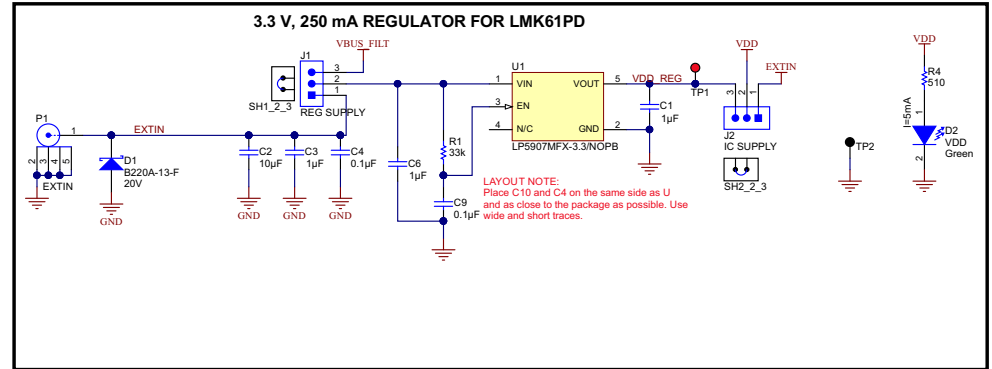 3.3 V, 250 mA REGULATOR FOR LMK61PD
VBUS_FILT
J1
3
2
1
SH1_2_3
REG SUPPLY
P1
1
EXTIN
2 3 4 5
EXTIN
D1
B220A-13-F
20V
GND
C2
10µF
GND
C3
1µF
GND
C4
0.1µF
GND
C6
1µF
R1
33k
C9
0.1µF
U1
1
VIN
VOUT
5
3
EN
4
N/C
GND
2
LP5907MFX-3.3/NOPB
LAYOUT NOTE:
Place C10 and C4 on the same side as U
and as close to the package as possible. Use
wide and short traces.
VDD_REG
C1
1µF
TP1
VDD
EXTIN
3
2
1
J2
IC SUPPLY
SH2_2_3
TP2
VDD
R4
510
I=5mA
1
D2
VDD
Green
2